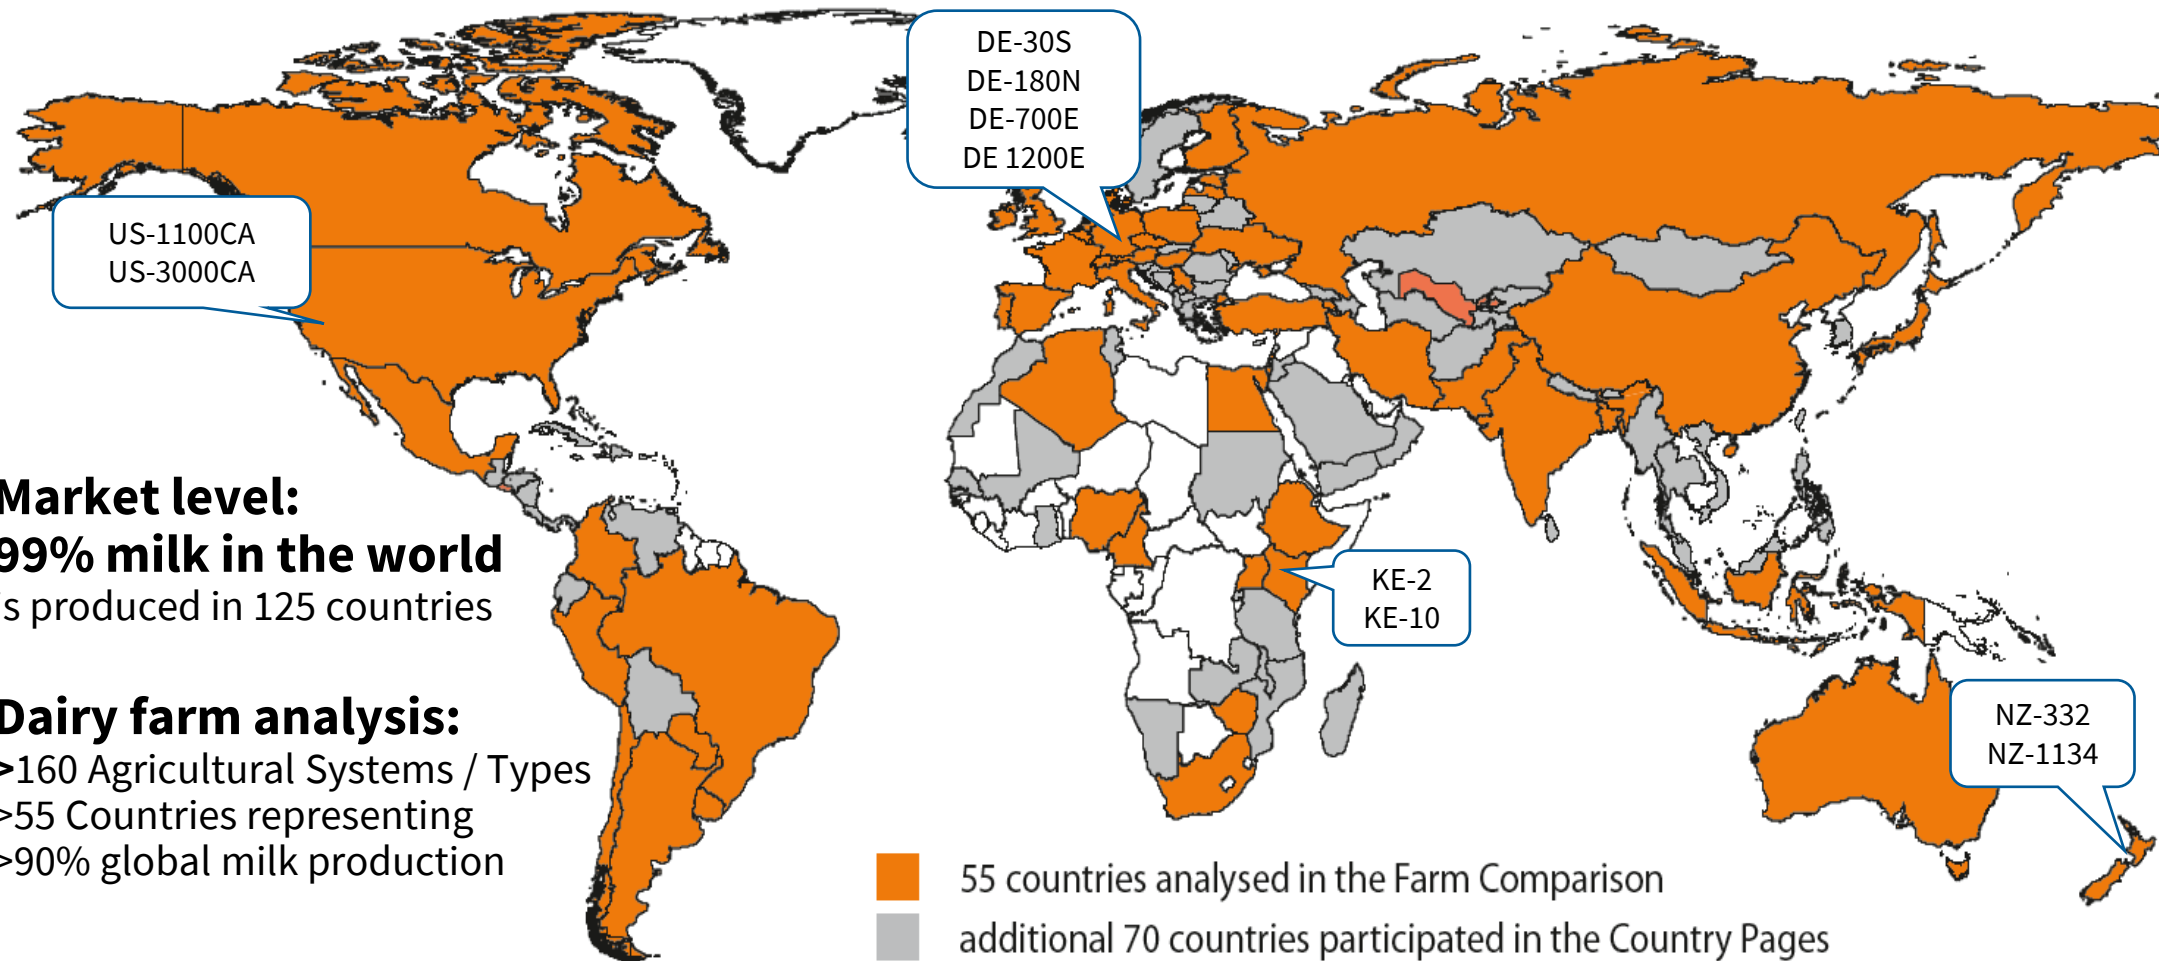 DE-30S
DE-180N
DE-700E
DE 1200E
US-1100CA
US-3000CA
Market level:
99% milk in the world
is produced in 125 countries
KE-2
KE-10
Dairy farm analysis:
>160 Agricultural Systems / Types
>55 Countries representing
>90% global milk production
NZ-332
NZ-1134
55 countries analysed in the Farm Comparison
additional 70 countries participated in the Country Pages